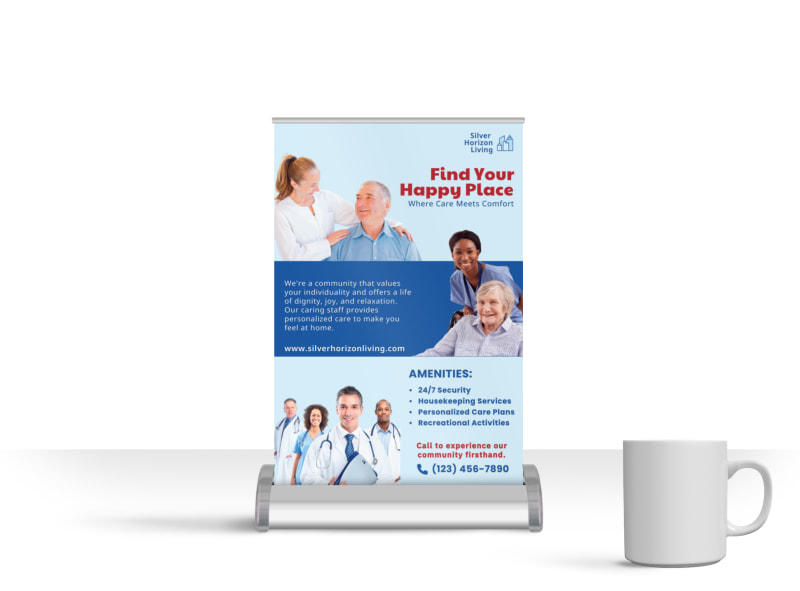 Silver
Horizon
Living
Find Your
Happy Place
Where Care Meets Comfort
We're a community that values
your individuality and offers a life
of dignity, joy, and relaxation.
Our caring staff provides
personalized care to make you
feel at home.
www.silverhorizonliving.com
AMENITIES:
• 24/7 Security
• Housekeeping Services
• Personalized Care Plans
• Recreational Activities
Call to experience our
community firsthand.
(123) 456-7890